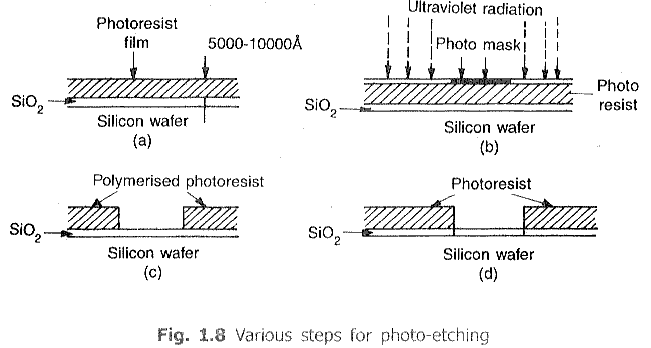 Photoresist
film
5000-10000Å
SiO2
Silicon wafer
(a)
Ultraviolet radiation
Photo mask
Photo
resist
SiO2
Silicon wafer
(b)
Polymerised photoresist
SiO2
Silicon wafer
(c)
Photoresist
SiO2
Silicon wafer
(d)
Fig. 1.8 Various steps for photo-etching